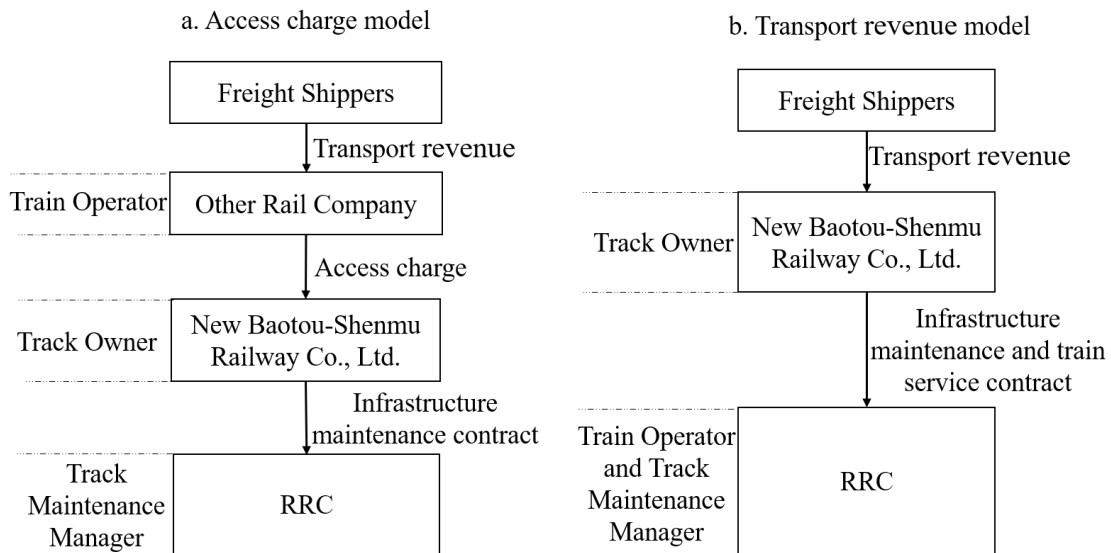 a. Access charge model
Freight Shippers
Transport revenue
Train Operator
Other Rail Company
Access charge
Track Owner
New Baotou-Shenmu
Railway Co., Ltd.
Infrastructure
maintenance contract
Track
Maintenance
Manager
RRC
b. Transport revenue model
Freight Shippers
Transport revenue
Track Owner
New Baotou-Shenmu
Railway Co., Ltd.
Infrastructure
maintenance and train
service contract
Train Operator
and Track
Maintenance
Manager
RRC